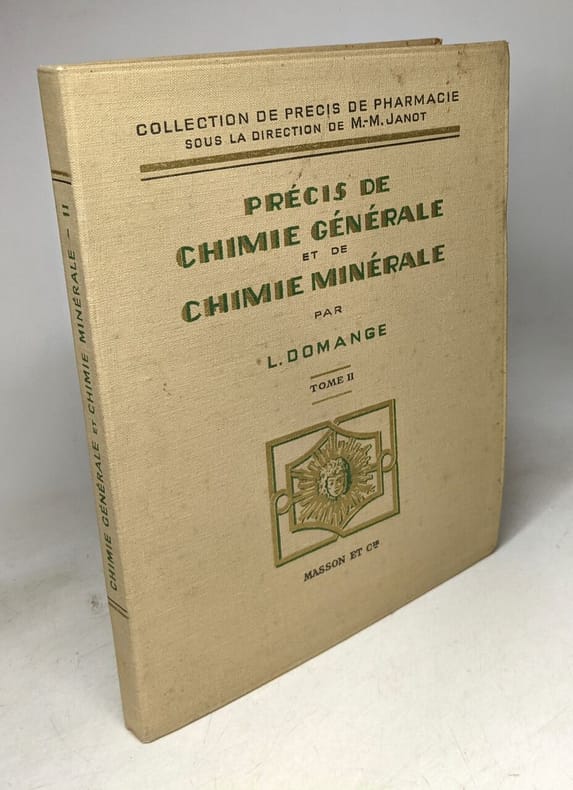 COLLECTION DE PRECIS DE PHARMACIE
SOUS LA DIRECTION DE M.-M. JANOT
PRÉCIS DE
CHIMIE GÉNÉRALE
ET DE
CHIMIE MINÉRALE
PAR
L. DOMANGE
TOME II
MASSON ET Cie
CHIMIE GÉNÉRALE ET CHIMIE MINÉRALE - II